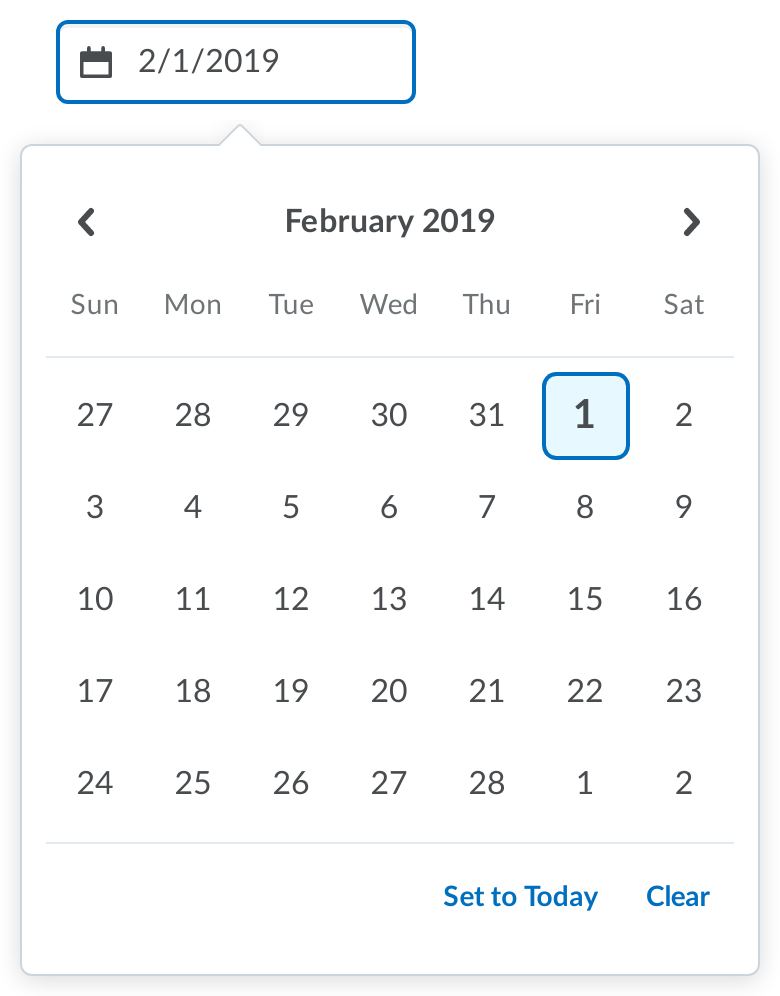 2/1/2019
February 2019
Sun Mon Tue Wed Thu Fri Sat
27 28 29 30 31 1 2
3 4 5 6 7 8 9
10 11 12 13 14 15 16
17 18 19 20 21 22 23
24 25 26 27 28 1 2
Set to Today Clear